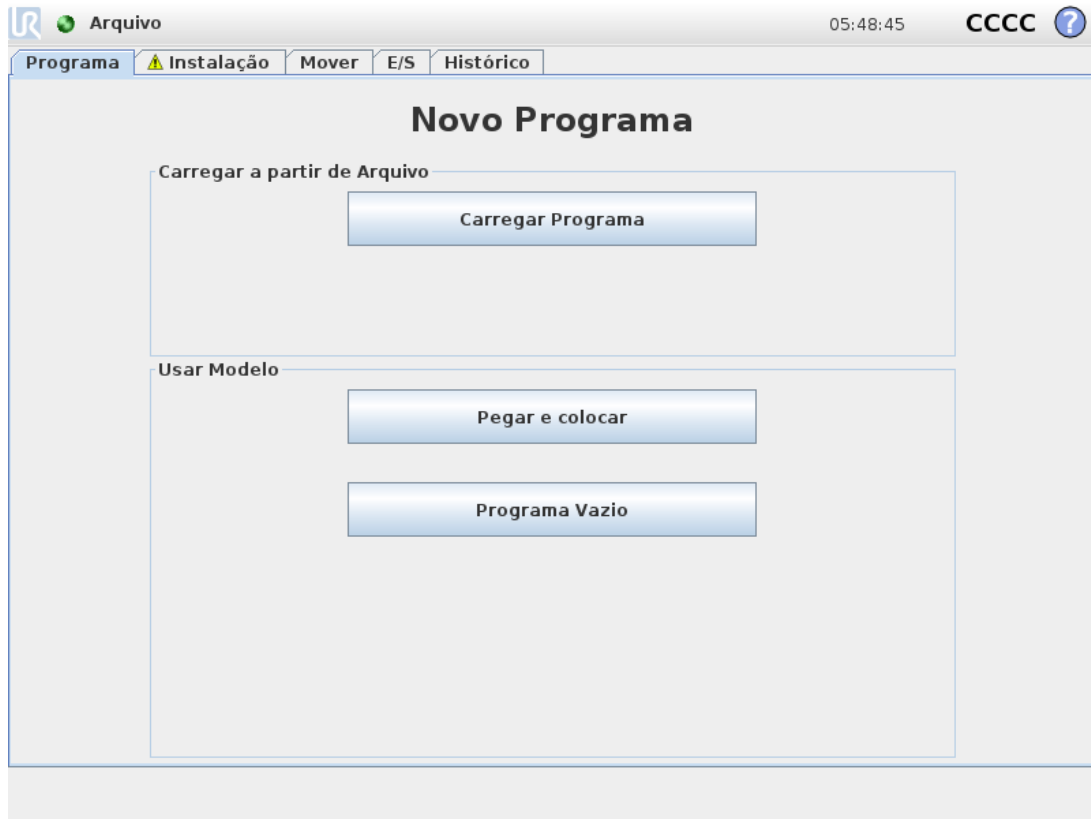 UR Arquivo 05:48:45 CCCC ?
Programa Instalação Mover E/S Histórico
Novo Programa
Carregar a partir de Arquivo
Carregar Programa
Usar Modelo
Pegar e colocar
Programa Vazio